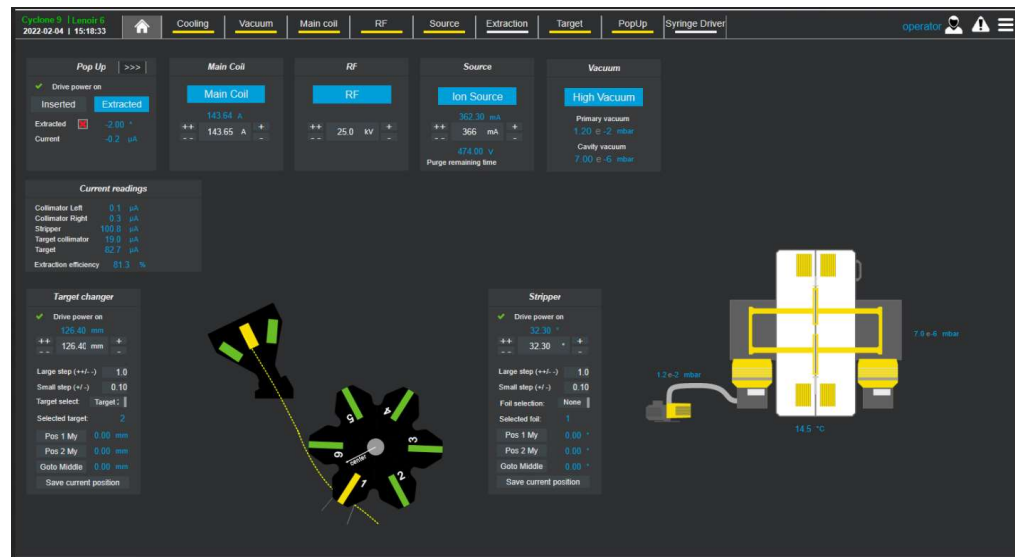 Cyclone 9 | Lenoir 6
2022-02-04 | 15:18:33
Cooling Vacuum Main coil RF Source Extraction Target PopUp Syringe Driver
operator
Pop Up >>>
Drive power on
Inserted Extracted
Extracted -2.00 °
Current -0.2 µA
Main Coil
Main Coil
143.64 A
++ 143.65 A +
-- -
RF
RF
++ 25.0 kV +
-- -
Source
Ion Source
362.30 mA
++ 366 mA +
-- -
474.00 V
Purge remaining time
Vacuum
High Vacuum
Primary vacuum
1.20 e -2 mbar
Cavity vacuum
7.00 e -6 mbar
Current readings
Collimator Left 0.1 µA
Collimator Right 0.3 µA
Stripper 100.8 µA
Target collimator 19.0 µA
Target 82.7 µA
Extraction efficiency 81.3 %
Target changer
Drive power on
126.40 mm
++ 126.40 mm +
-- -
Large step (++/--) 1.0
Small step (+/-) 0.10
Target select: Target 2
Selected target: 2
Pos 1 My 0.00 mm
Pos 2 My 0.00 mm
Goto Middle 0.00 mm
Save current position
5
4
6
3
center
1
2
Stripper
Drive power on
32.30 °
++ 32.30 ° +
-- -
Large step (++/--) 1.0
Small step (+/-) 0.10
Foil selection: None
Selected foil: 1
Pos 1 My 0.00 °
Pos 2 My 0.00 °
Goto Middle 0.00 °
Save current position
7.0 e-6 mbar
1.2 e-2 mbar
14.5 °C